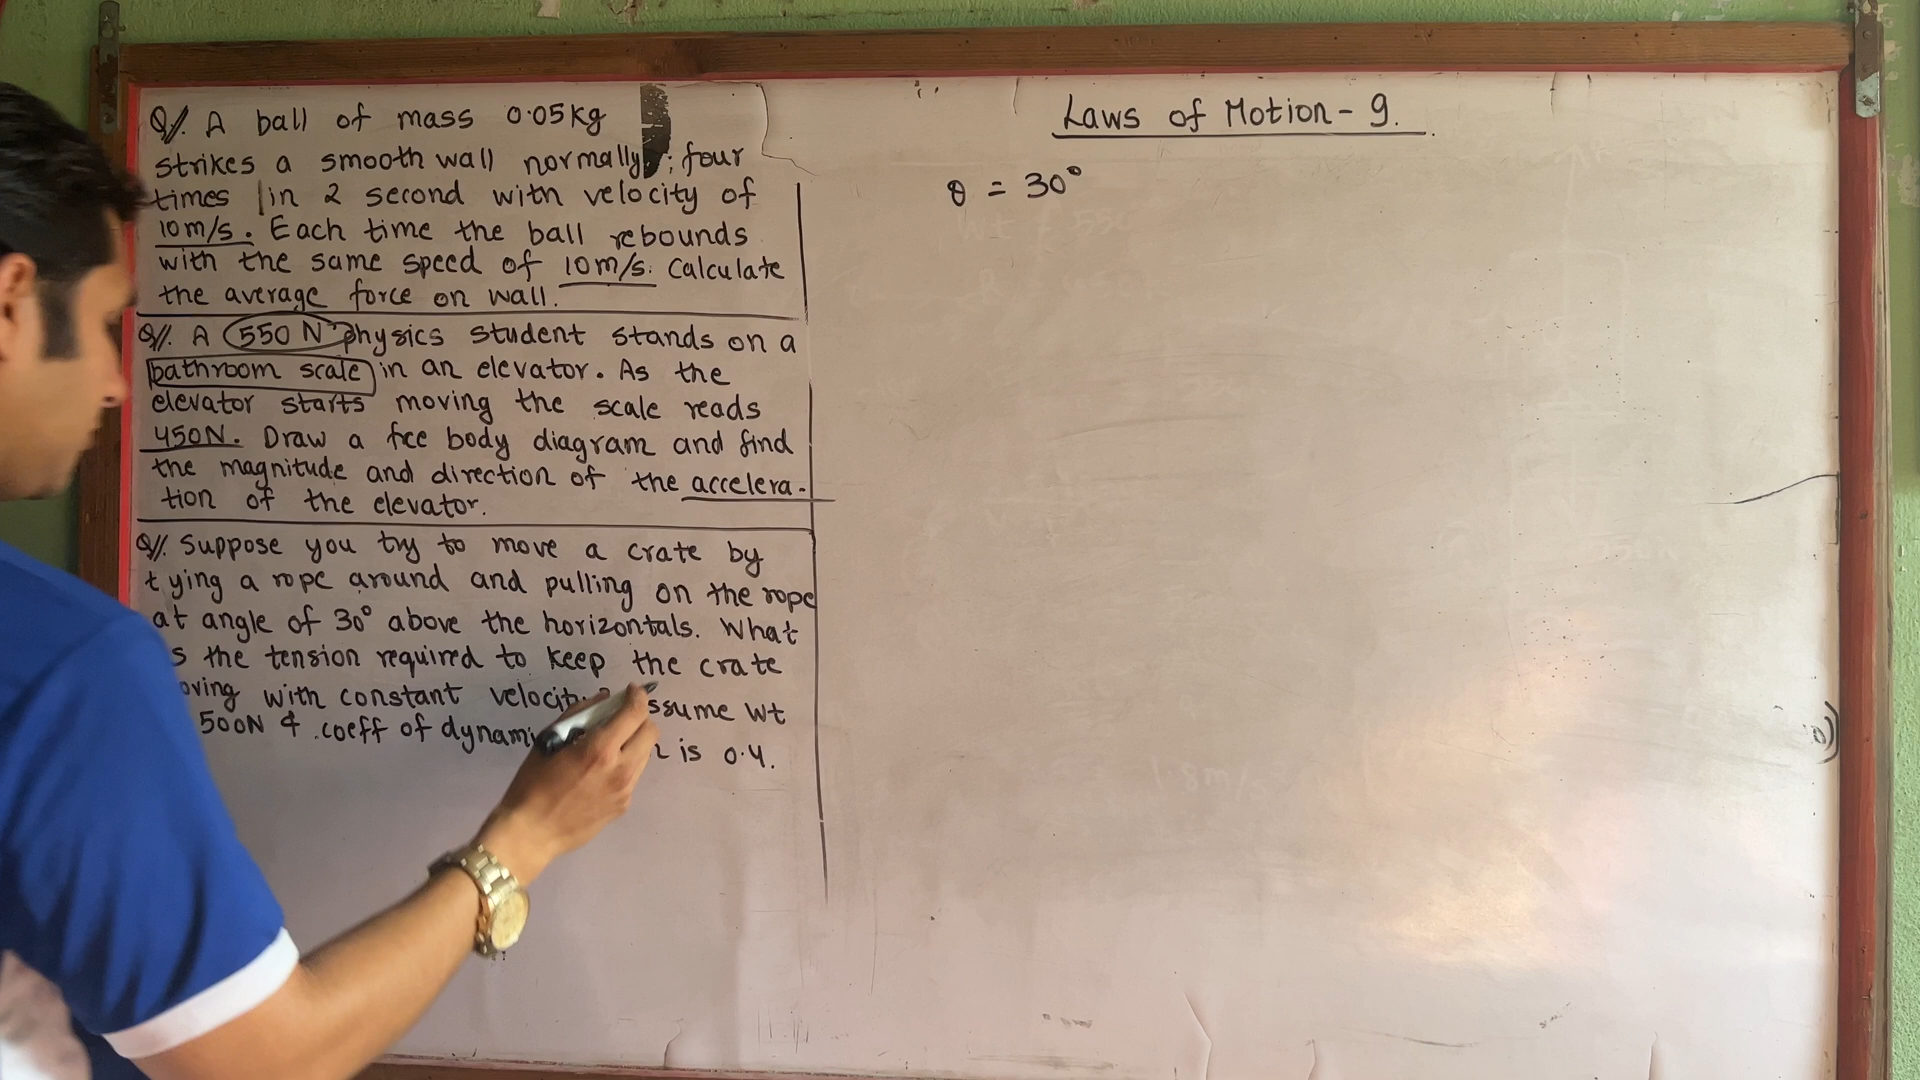 Q//. A ball of mass 0.05kg
strikes a smooth wall normally; four
times in 2 second with velocity of
10m/s. Each time the ball rebounds
with the same speed of 10m/s. Calculate
the average force on wall.
Q//. A 550 N physics student stands on a
bathroom scale in an elevator. As the
elevator starts moving the scale reads
450N. Draw a fee body diagram and find
the magnitude and direction of the accelera-
tion of the elevator.
Q//. Suppose you try to move a crate by
tying a rope around and pulling on the rope
at angle of 30° above the horizontals. What
s the tension required to keep the crate
oving with constant velocity ssume wt
500N & coeff of dynami is 0.4.
Laws of Motion - 9.
θ = 30°